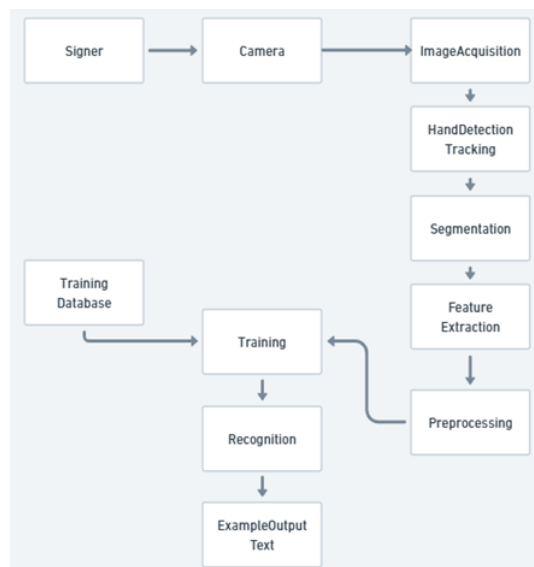 Signer
Camera
ImageAcquisition
HandDetection
Tracking
Segmentation
Feature
Extraction
Preprocessing
Training
Database
Training
Recognition
ExampleOutput
Text